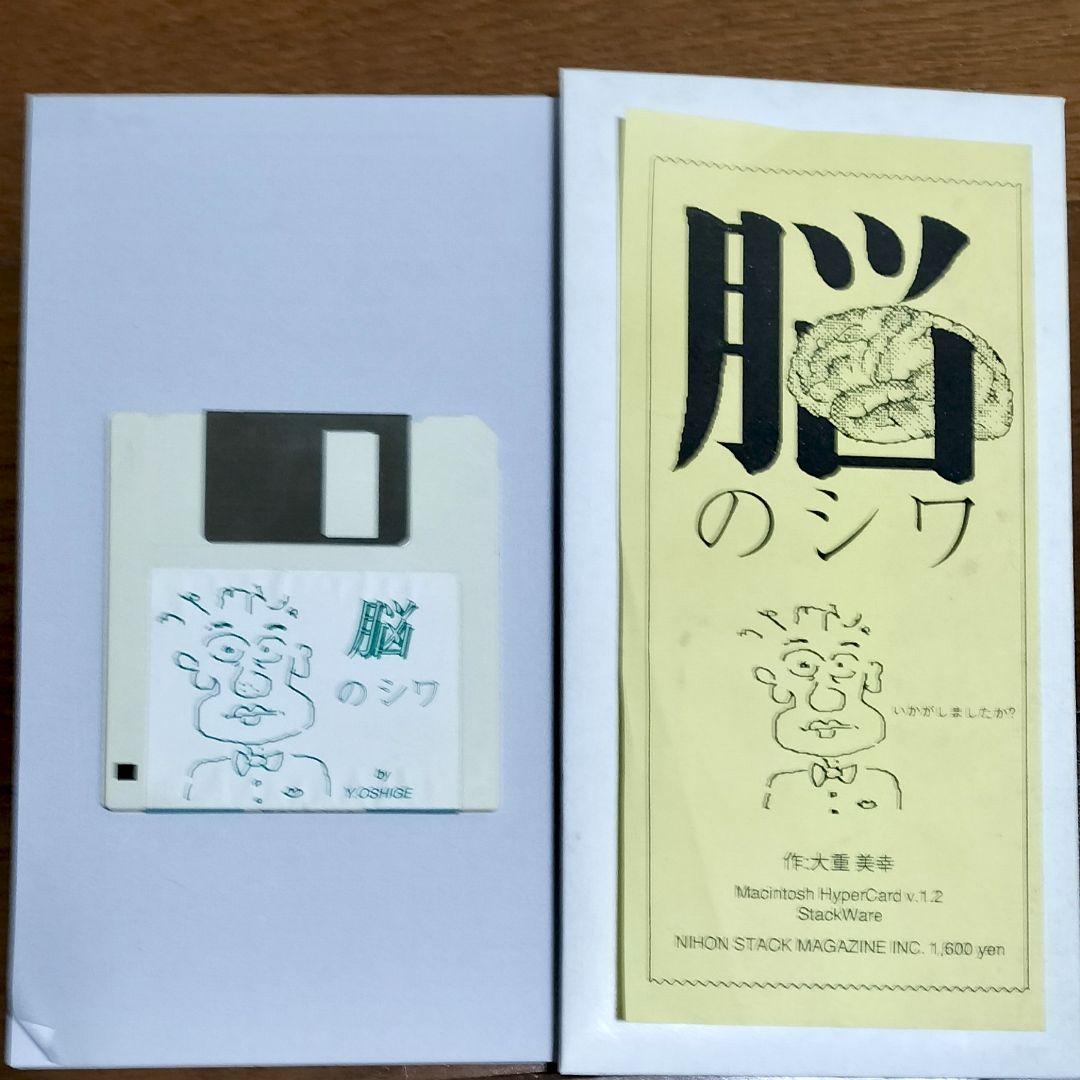 脳
のシワ
by
Y.OSHIGE
脳
のシワ
いかがしましたか?
作:大重 美幸
Macintosh HyperCard v.1.2
StackWare
NIHON STACK MAGAZINE INC. 1,600 yen